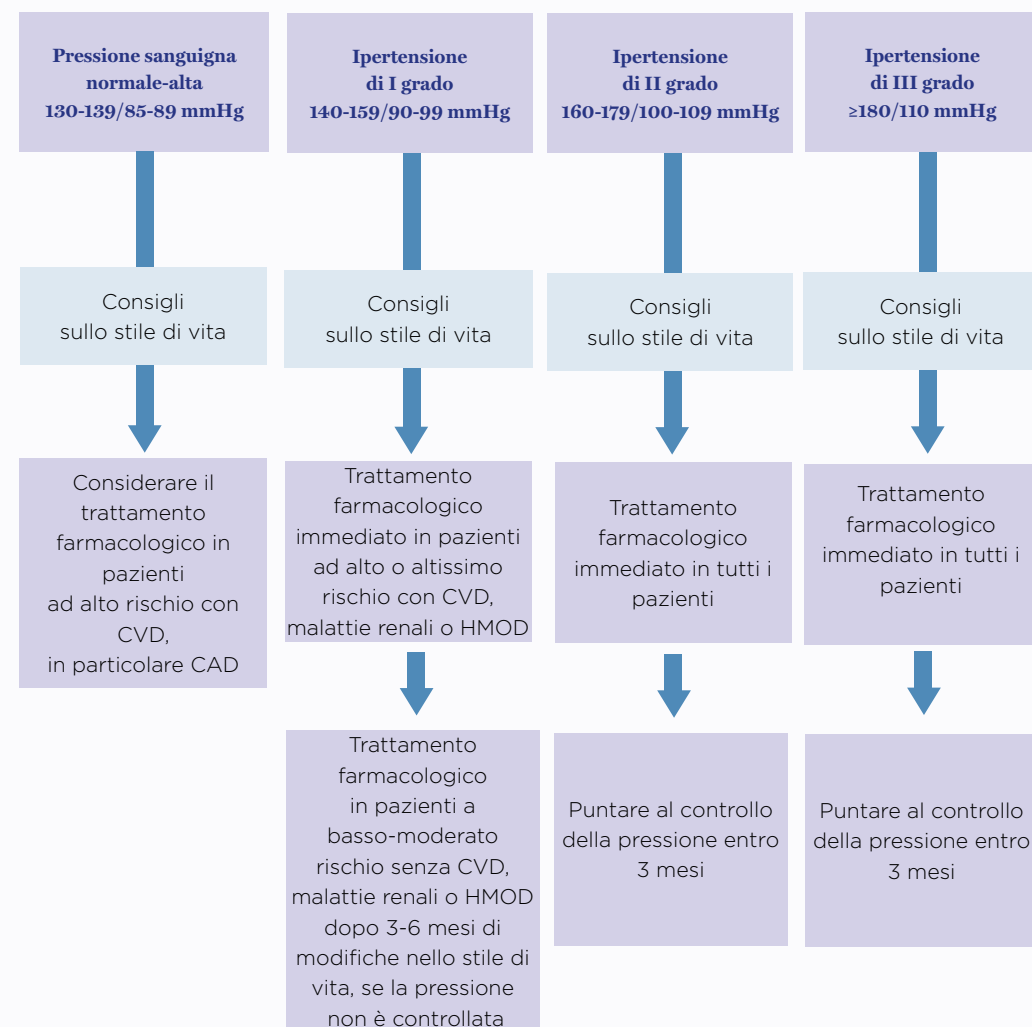 Pressione sanguigna
normale-alta
130-139/85-89 mmHg
Ipertensione
di I grado
140-159/90-99 mmHg
Ipertensione
di II grado
160-179/100-109 mmHg
Ipertensione
di III grado
≥180/110 mmHg
Consigli
sullo stile di vita
Consigli
sullo stile di vita
Consigli
sullo stile di vita
Consigli
sullo stile di vita
Considerare il
trattamento
farmacologico in
pazienti
ad alto rischio con
CVD,
in particolare CAD
Trattamento
farmacologico
immediato in pazienti
ad alto o altissimo
rischio con CVD,
malattie renali o HMOD
Trattamento
farmacologico
immediato in tutti i
pazienti
Trattamento
farmacologico
immediato in tutti i
pazienti
Trattamento
farmacologico
in pazienti a
basso-moderato
rischio senza CVD,
malattie renali o HMOD
dopo 3-6 mesi di
modifiche nello stile di
vita, se la pressione
non è controllata
Puntare al controllo
della pressione entro
3 mesi
Puntare al controllo
della pressione entro
3 mesi